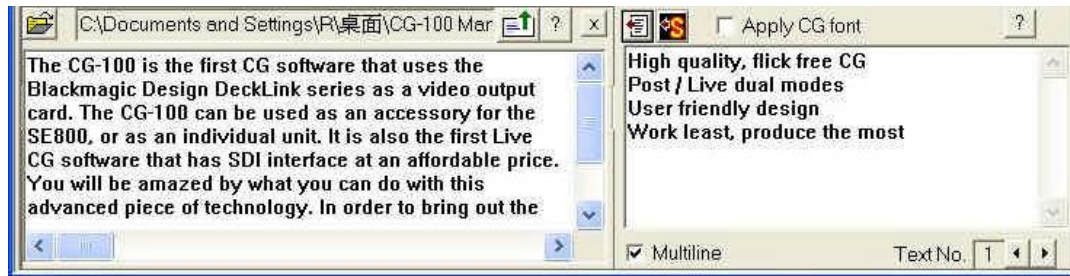 C:\Documents and Settings\R\桌面\CG-100 Mar
?
x
The CG-100 is the first CG software that uses the
Blackmagic Design DeckLink series as a video output
card. The CG-100 can be used as an accessory for the
SE800, or as an individual unit. It is also the first Live
CG software that has SDI interface at an affordable price.
You will be amazed by what you can do with this
advanced piece of technology. In order to bring out the
S
Apply CG font
?
High quality, flick free CG
Post / Live dual modes
User friendly design
Work least, produce the most
Multiline
Text No. 1